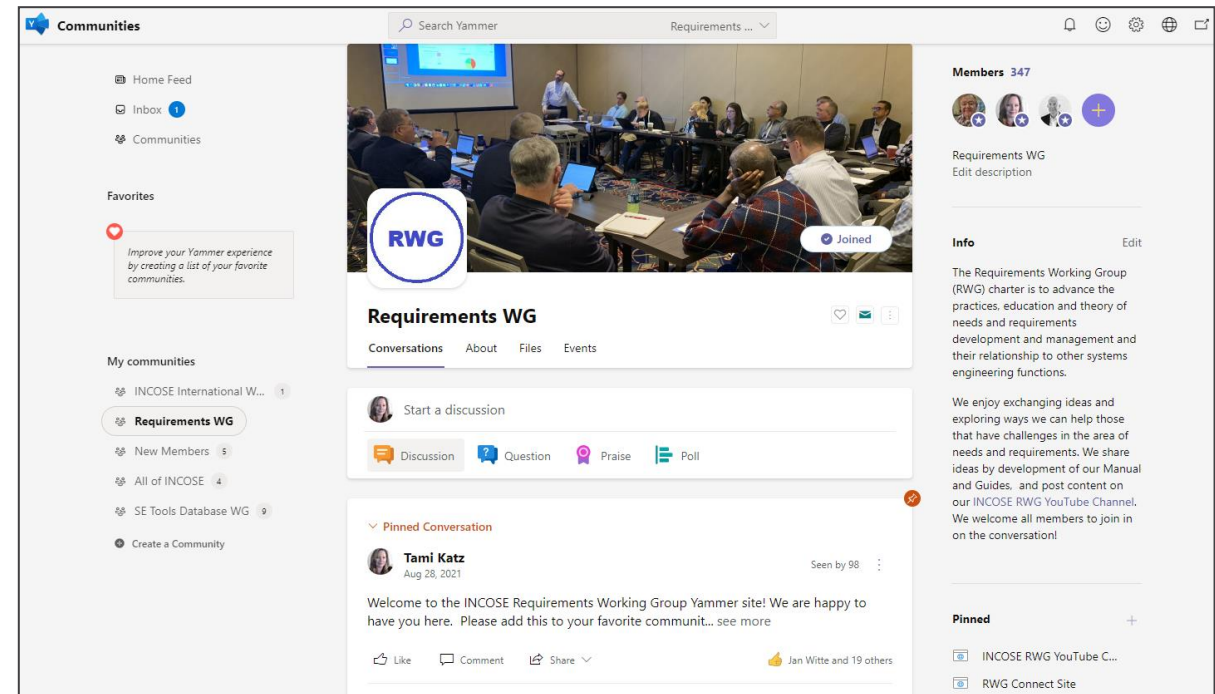 Communities
Search Yammer
Requirements ...
Home Feed
Inbox 1
Communities
Favorites
Improve your Yammer experience
by creating a list of your favorite
communities.
My communities
INCOSE International W... 1
Requirements WG
New Members 5
All of INCOSE 4
SE Tools Database WG 9
Create a Community
RWG
Joined
Requirements WG
Conversations About Files Events
Start a discussion
Discussion Question Praise Poll
Pinned Conversation
Tami Katz
Aug 28, 2021
Seen by 98
Welcome to the INCOSE Requirements Working Group Yammer site! We are happy to
have you here. Please add this to your favorite communit... see more
Like Comment Share
Jan Witte and 19 others
Members 347
Requirements WG
Edit description
Info Edit
The Requirements Working Group
(RWG) charter is to advance the
practices, education and theory of
needs and requirements
development and management and
their relationship to other systems
engineering functions.
We enjoy exchanging ideas and
exploring ways we can help those
that have challenges in the area of
needs and requirements. We share
ideas by development of our Manual
and Guides, and post content on
our INCOSE RWG YouTube Channel.
We welcome all members to join in
on the conversation!
Pinned
INCOSE RWG YouTube C...
RWG Connect Site